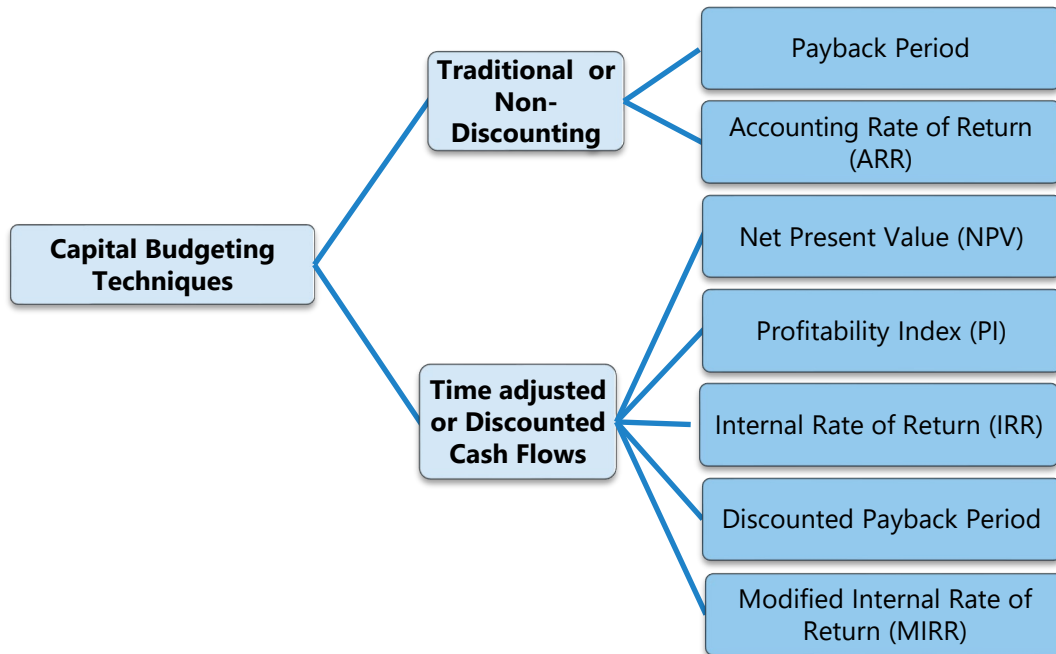 Capital Budgeting
Techniques
Traditional or
Non-
Discounting
Payback Period
Accounting Rate of Return
(ARR)
Time adjusted
or Discounted
Cash Flows
Net Present Value (NPV)
Profitability Index (PI)
Internal Rate of Return (IRR)
Discounted Payback Period
Modified Internal Rate of
Return (MIRR)